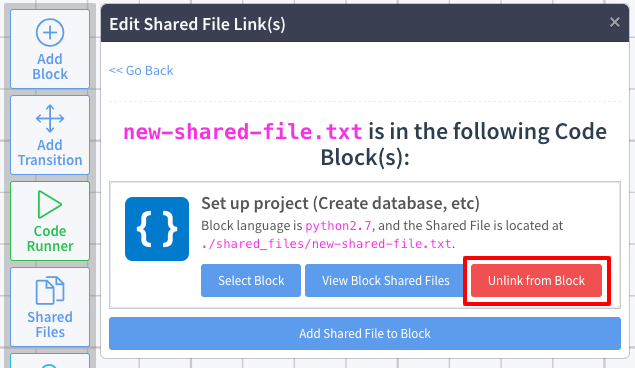 Edit Shared File Link(s)
×
<< Go Back
Add
Block
Add
Transition
Code
Runner
Shared
Files
new-shared-file.txt is in the following Code
Block(s):
{ }
Set up project (Create database, etc)
Block language is python2.7, and the Shared File is located at
./shared_files/new-shared-file.txt.
Select Block
View Block Shared Files
Unlink from Block
Add Shared File to Block